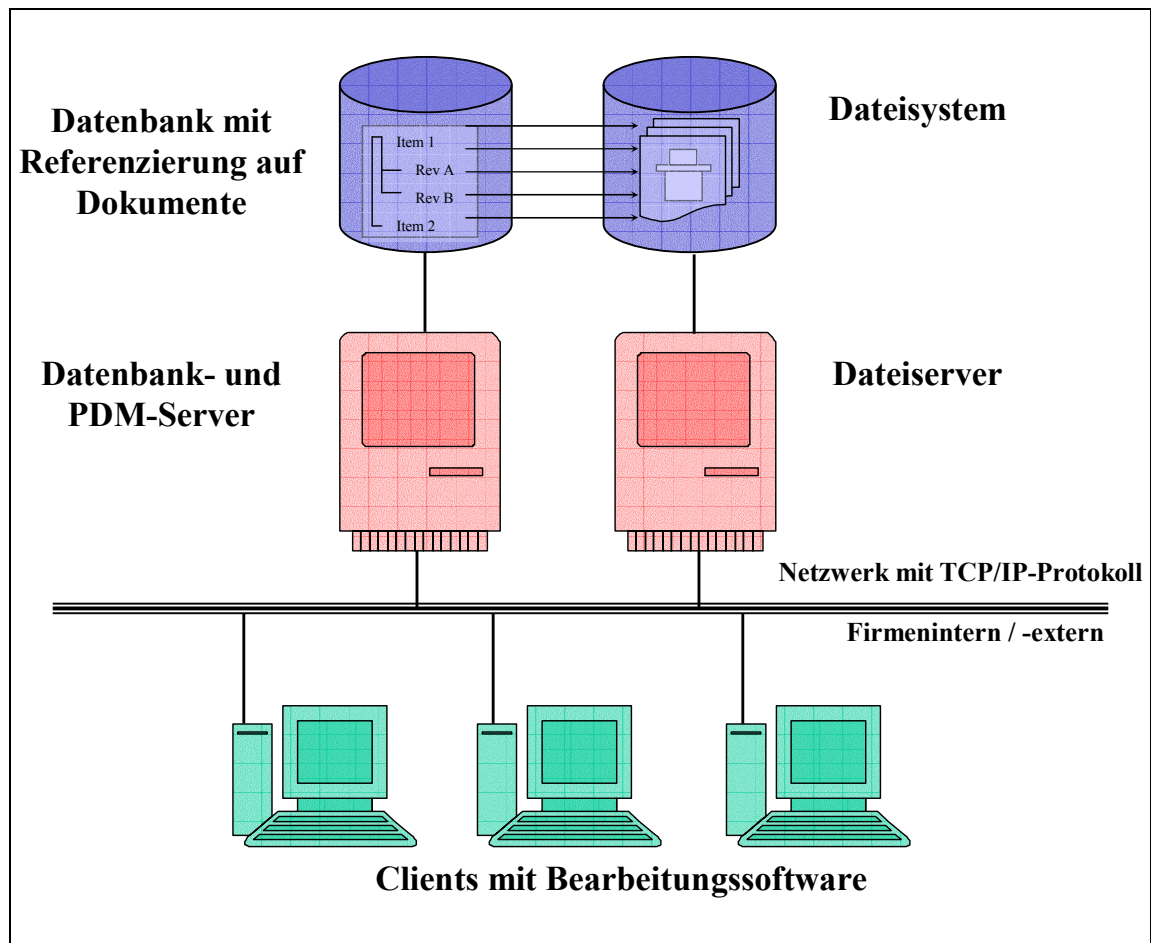 Datenbank mit
Referenzierung auf
Dokumente
Item 1
Rev A
Rev B
Item 2
Dateisystem
Datenbank- und
PDM-Server
Dateiserver
Netzwerk mit TCP/IP-Protokoll
Firmenintern / -extern
Clients mit Bearbeitungssoftware